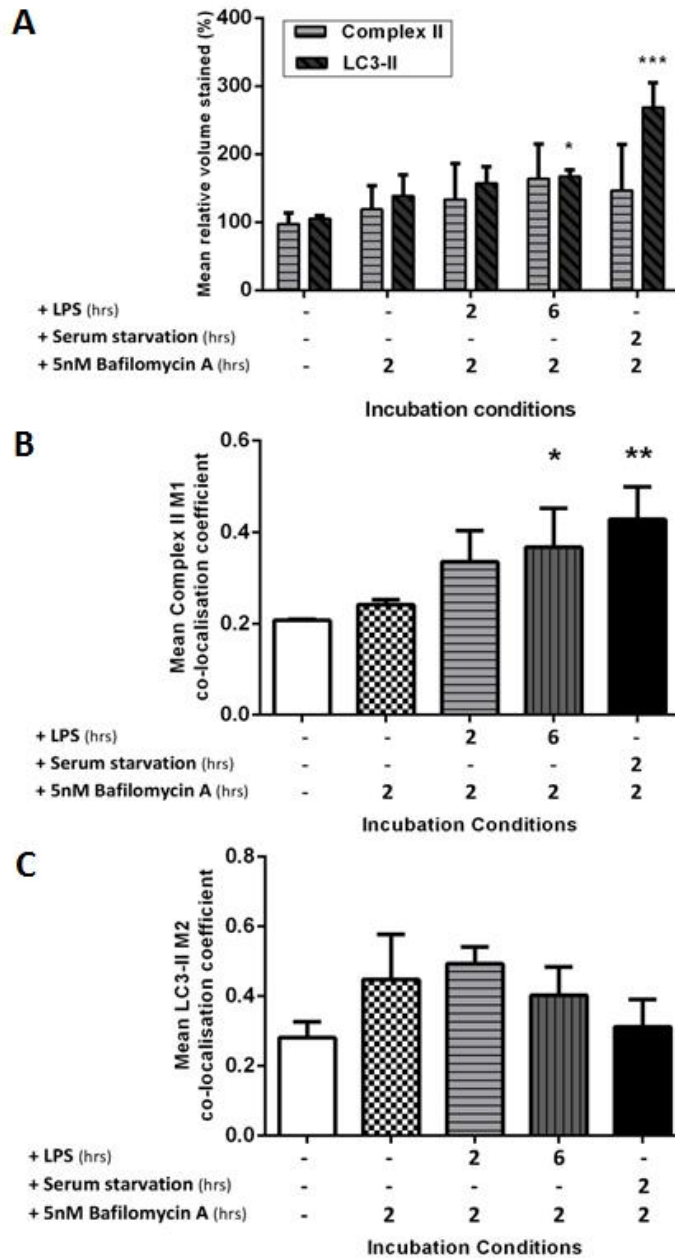 A
Mean relative volume stained (%)
400
300
200
100
0
Complex II
LC3-II
*
***
+ LPS (hrs) - - 2 6 -
+ Serum starvation (hrs) - - - - 2
+ 5nM Bafilomycin A (hrs) - 2 2 2 2
Incubation conditions
B
Mean Complex II M1
co-localisation coefficient
0.6
0.4
0.2
0.0
*
**
+ LPS (hrs) - - 2 6 -
+ Serum starvation (hrs) - - - - 2
+ 5nM Bafilomycin A (hrs) - 2 2 2 2
Incubation Conditions
C
Mean LC3-II M2
co-localisation coefficient
0.8
0.6
0.4
0.2
0.0
+ LPS (hrs) - - 2 6 -
+ Serum starvation (hrs) - - - - 2
+ 5nM Bafilomycin A (hrs) - 2 2 2 2
Incubation Conditions